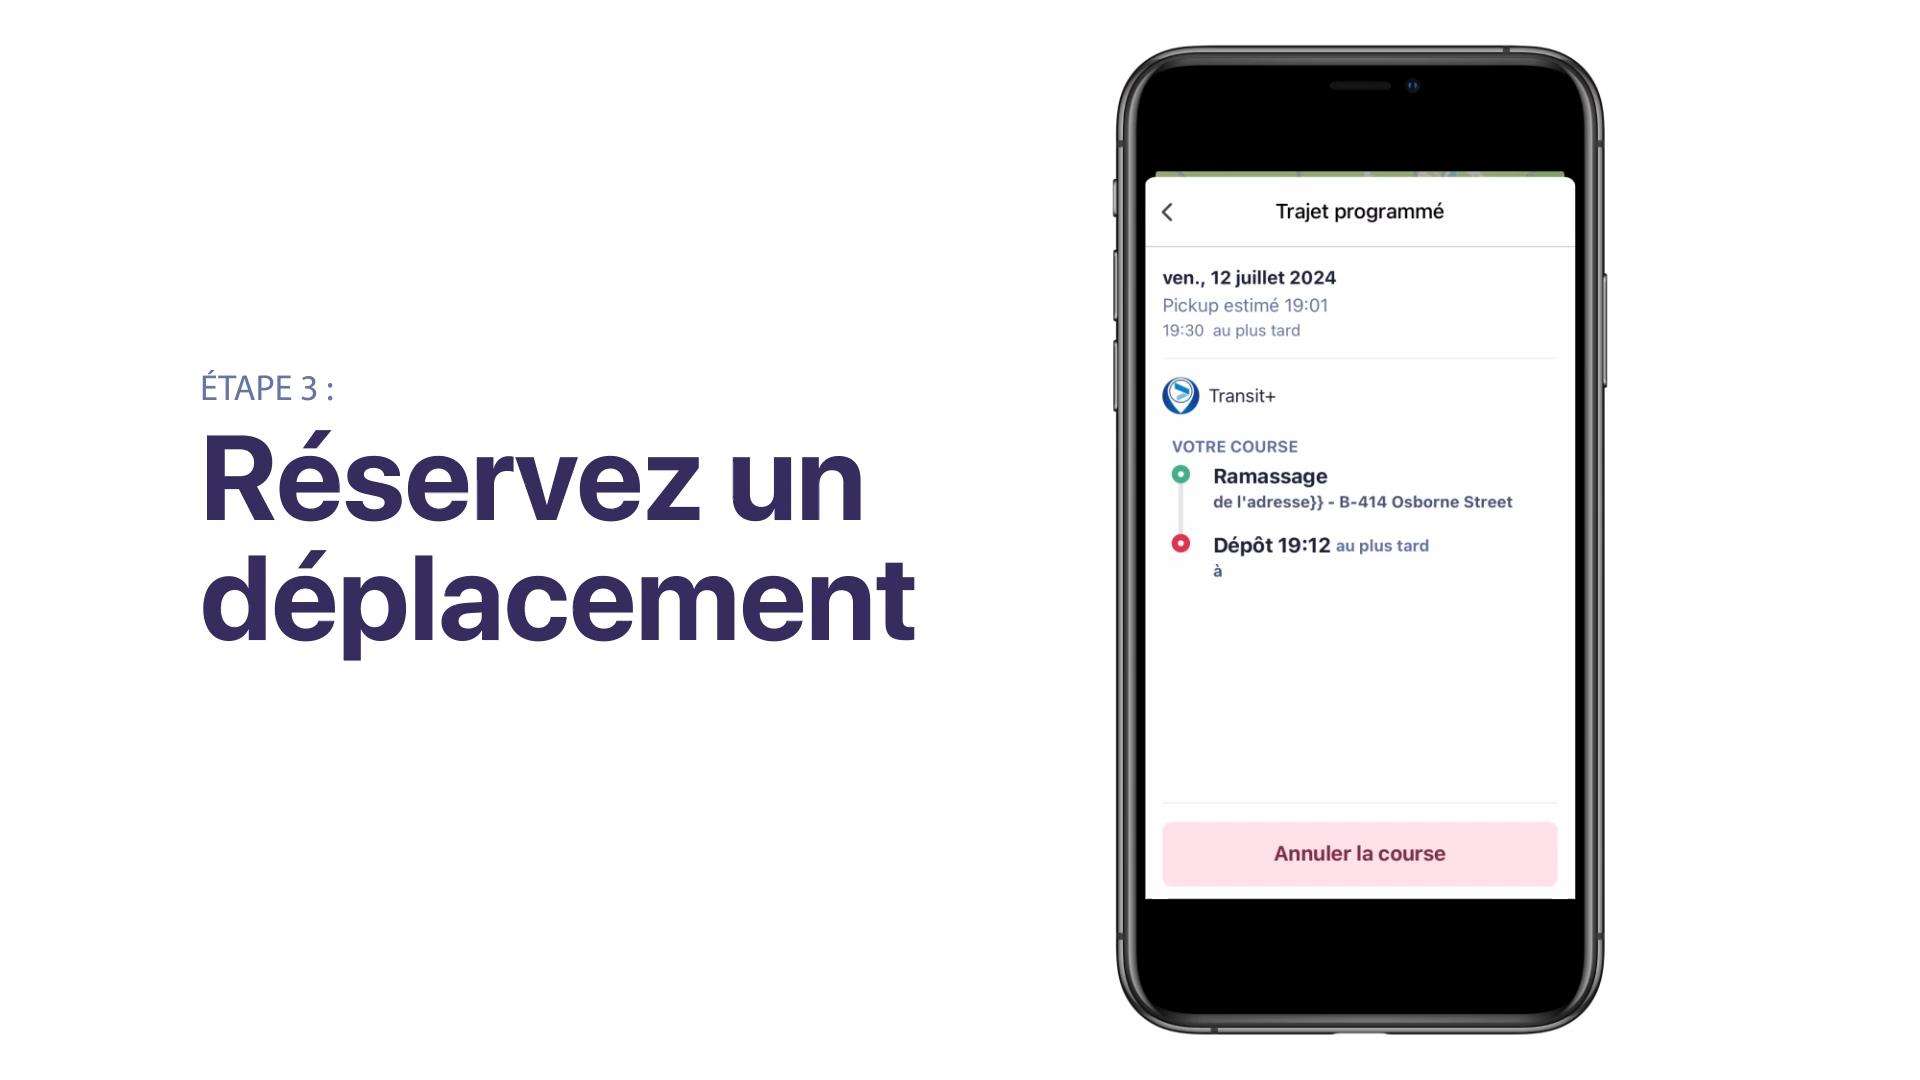 ÉTAPE 3 :
Réservez un
déplacement
Trajet programmé
ven., 12 juillet 2024
Pickup estimé 19:01
19:30 au plus tard
Transit+
VOTRE COURSE
Ramassage
de l'adresse}} - B-414 Osborne Street
Dépôt 19:12 au plus tard
à
Annuler la course